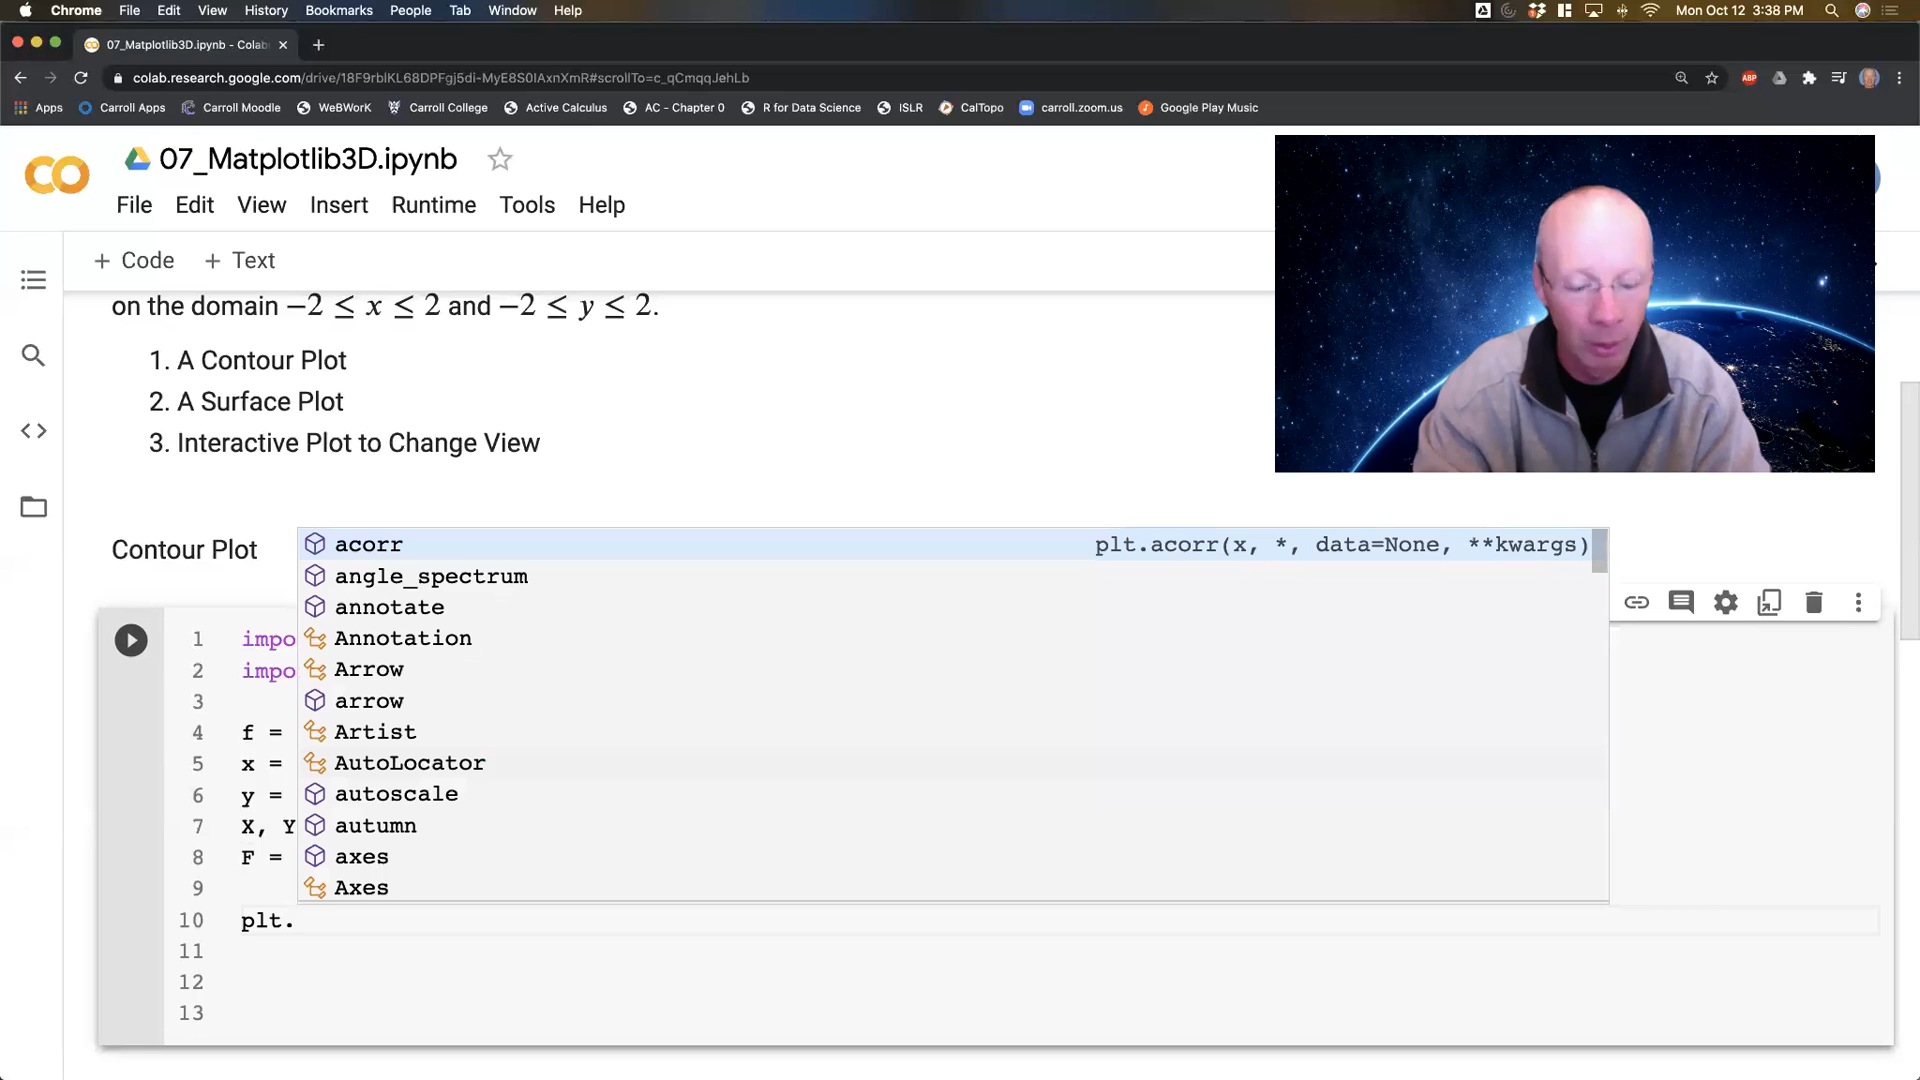 Chrome File Edit View History Bookmarks People Tab Window Help Mon Oct 12 3:38 PM
07_Matplotlib3D.ipynb - Colab
colab.research.google.com/drive/18F9rblKL68DPFgj5di-MyE8S0IAxnXmR#scrollTo=c_qCmqqJehLb
ABP
Apps Carroll Apps Carroll Moodle WeBWorK Carroll College Active Calculus AC - Chapter 0 R for Data Science ISLR CalTopo carroll.zoom.us Google Play Music
07_Matplotlib3D.ipynb
File Edit View Insert Runtime Tools Help
+ Code + Text
on the domain −2 ≤ x ≤ 2 and −2 ≤ y ≤ 2.
1. A Contour Plot
2. A Surface Plot
3. Interactive Plot to Change View
Contour Plot
acorr plt.acorr(x, *, data=None, **kwargs)
angle_spectrum
annotate
Annotation
Arrow
arrow
Artist
AutoLocator
autoscale
autumn
axes
Axes
1 impo
2 impo
3
4 f =
5 x =
6 y =
7 X, Y
8 F =
9
10 plt.
11
12
13